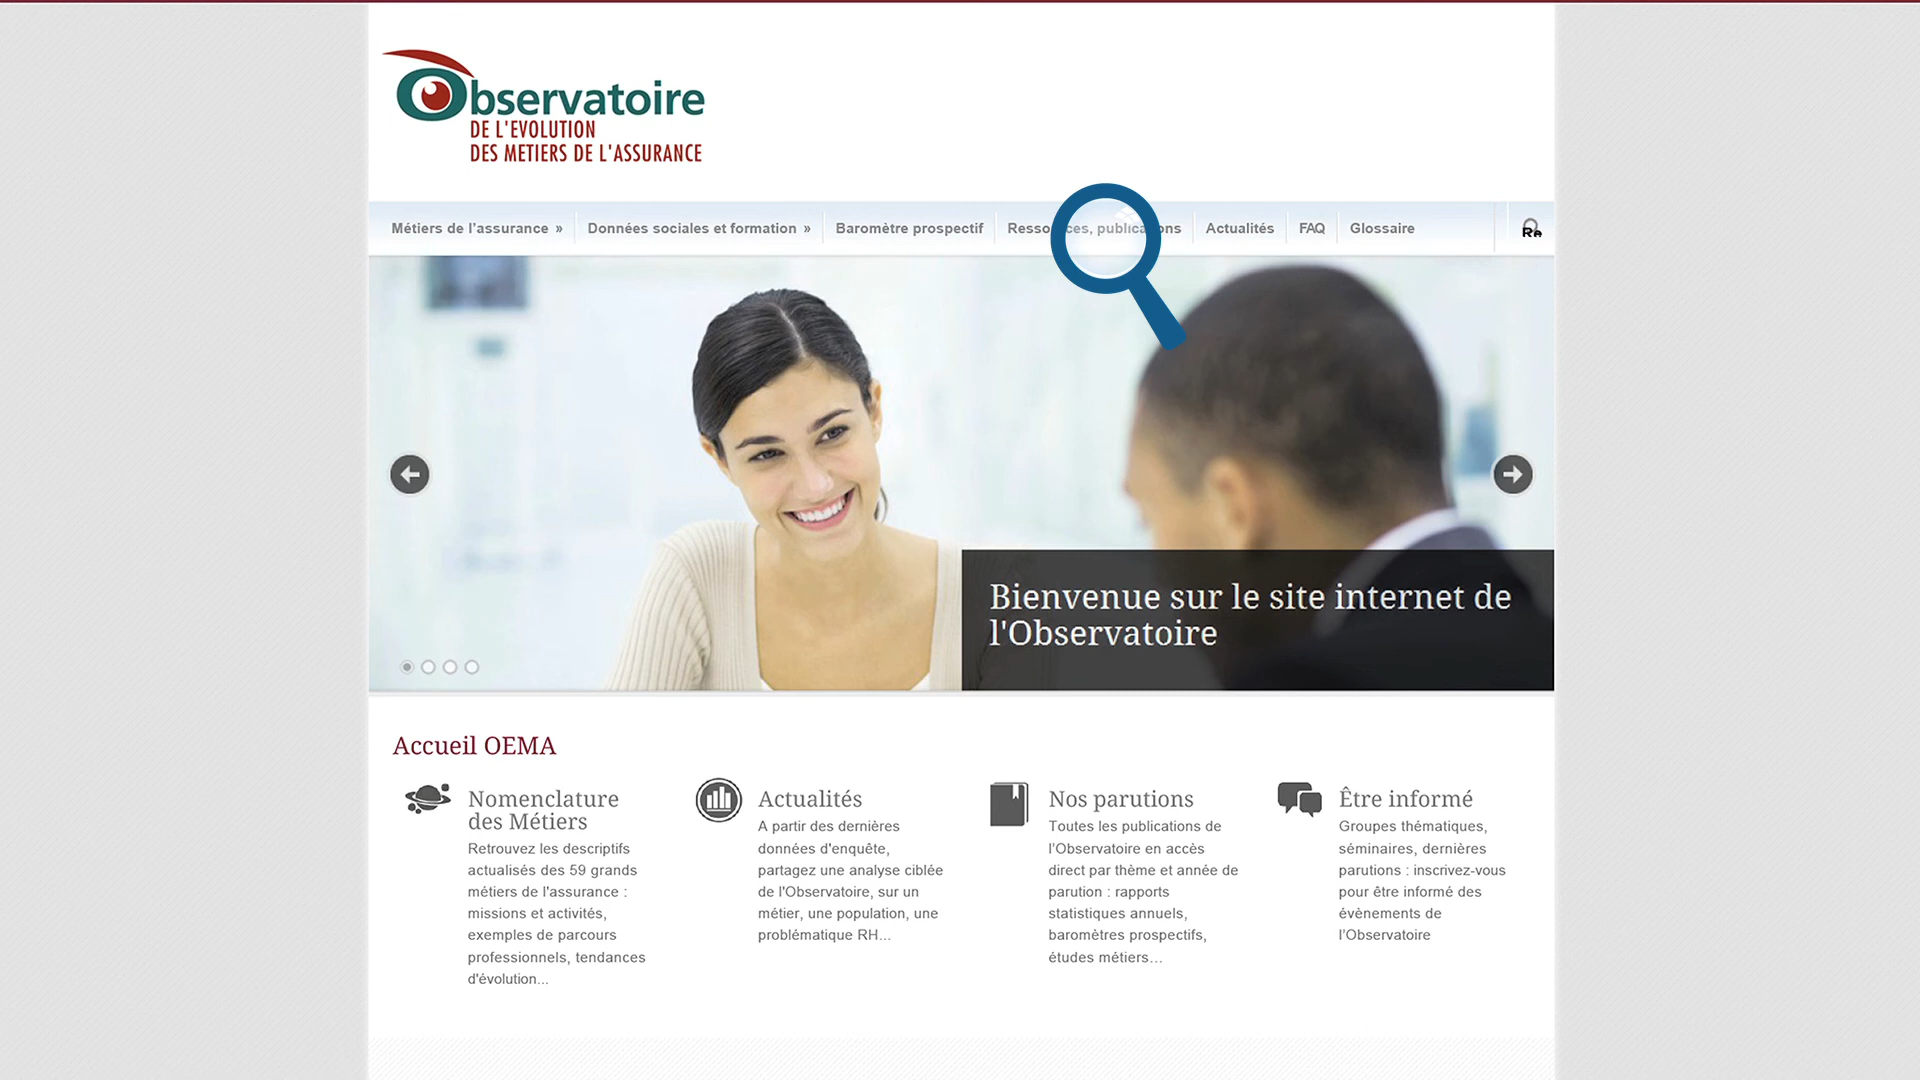 Observatoire
DE L'EVOLUTION
DES METIERS DE L'ASSURANCE
Métiers de l'assurance » Données sociales et formation » Baromètre prospectif Ressources, publications Actualités FAQ Glossaire
Bienvenue sur le site internet de
l'Observatoire
Accueil OEMA
Nomenclature
des Métiers
Retrouvez les descriptifs
actualisés des 59 grands
métiers de l'assurance :
missions et activités,
exemples de parcours
professionnels, tendances
d'évolution...
Actualités
A partir des dernières
données d'enquête,
partagez une analyse ciblée
de l'Observatoire, sur un
métier, une population, une
problématique RH...
Nos parutions
Toutes les publications de
l'Observatoire en accès
direct par thème et année de
parution : rapports
statistiques annuels,
baromètres prospectifs,
études métiers...
Être informé
Groupes thématiques,
séminaires, dernières
parutions : inscrivez-vous
pour être informé des
évènements de
l'Observatoire